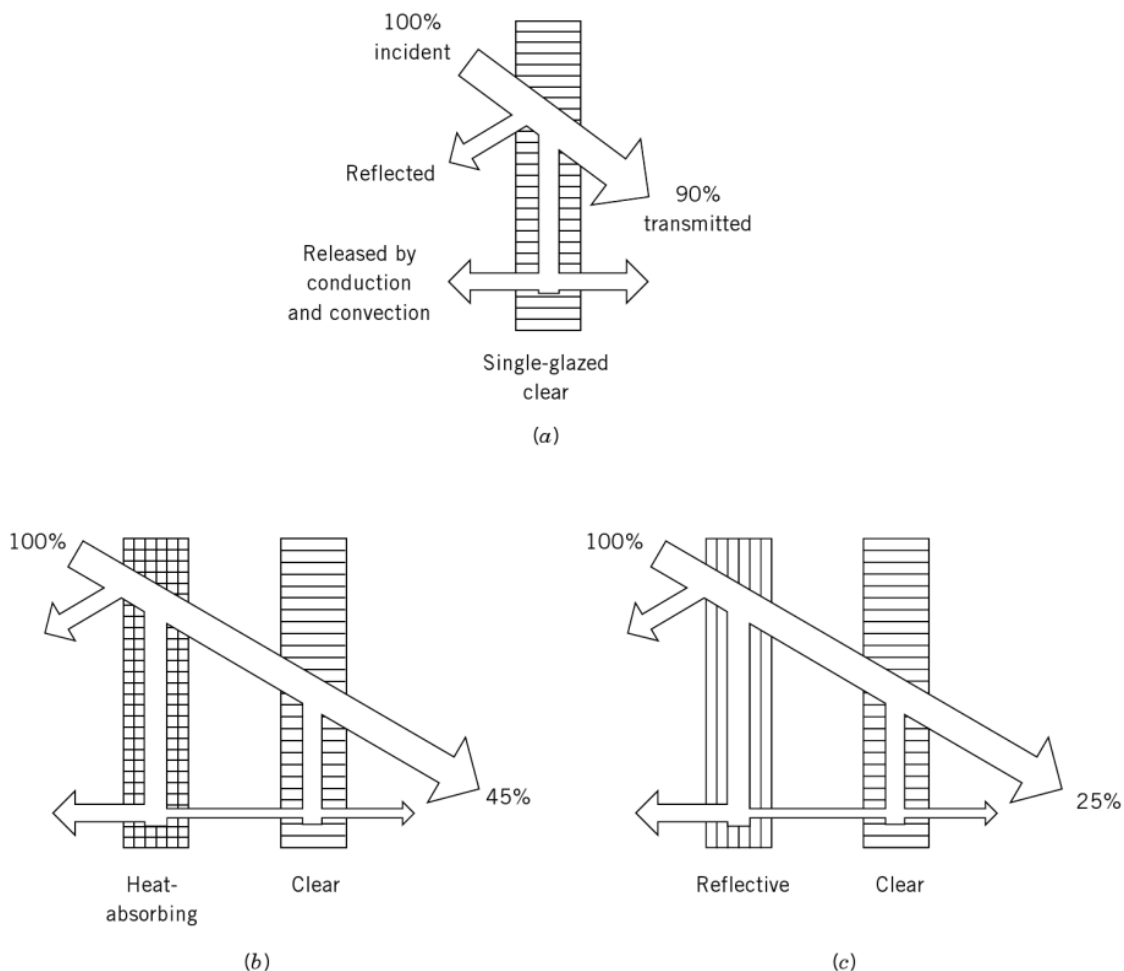 100%
incident
Reflected
90%
transmitted
Released by
conduction
and convection
Single-glazed
clear
(a)
100%
45%
Heat-
absorbing
Clear
(b)
100%
25%
Reflective
Clear
(c)